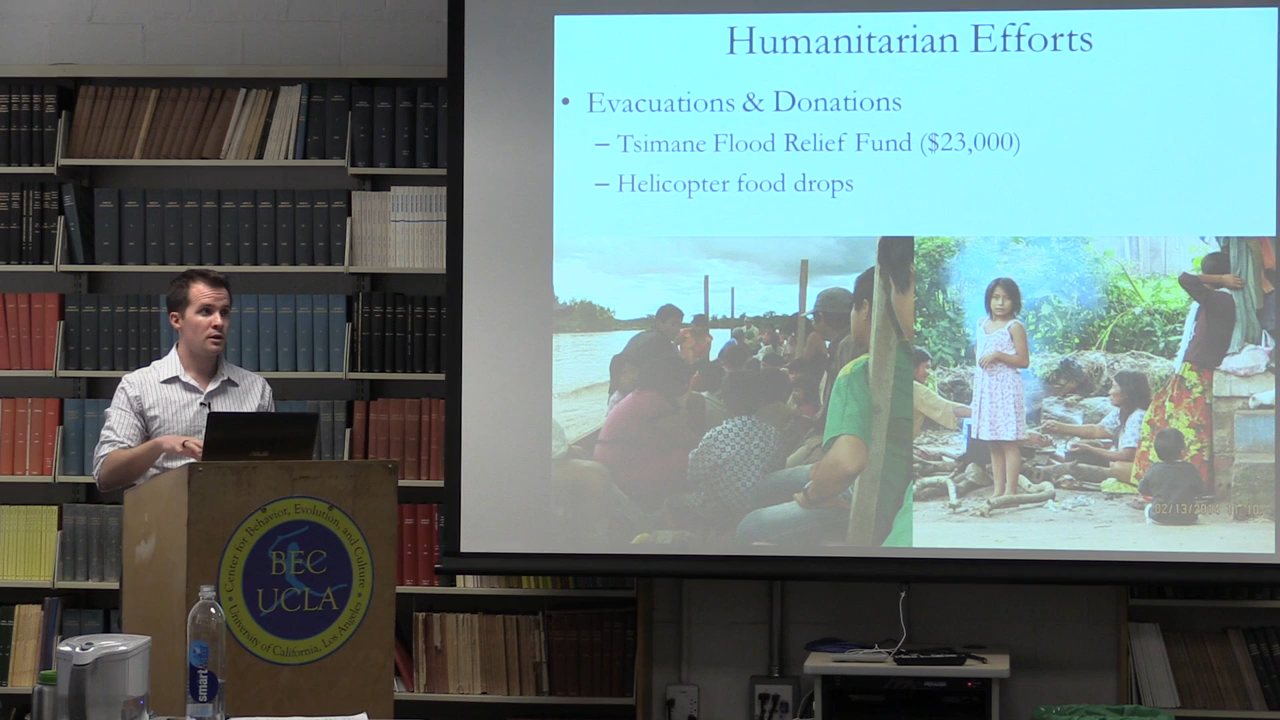 Humanitarian Efforts
• Evacuations & Donations
– Tsimane Flood Relief Fund ($23,000)
– Helicopter food drops
Center for Behavior, Evolution, and Culture
BEC
UCLA
• University of California, Los Angeles •
smart